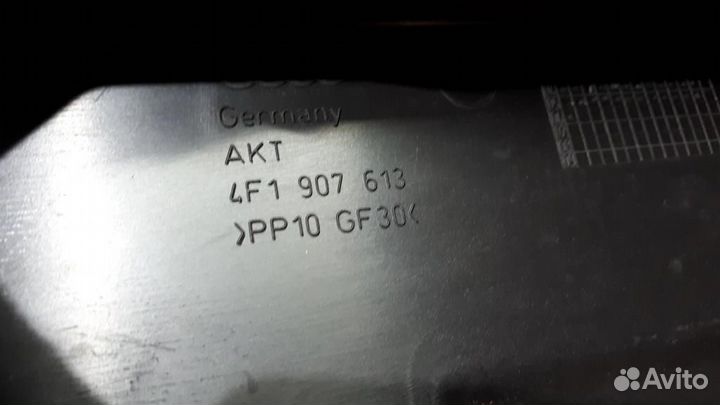 Germany
AKT
4F1 907 613
>PP10 GF30<
Avito